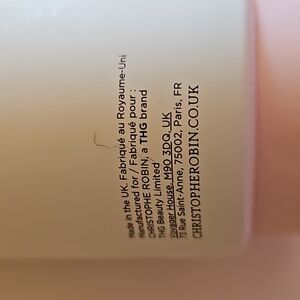 Made in the UK. Fabriqué au Royaume-Uni
Manufactured for / Fabriqué pour :
CHRISTOPHE ROBIN, a THG brand
THG Beauty Limited
Voyager House, M90 3DQ, UK
73 Rue Saint-Anne, 75002, Paris, FR
CHRISTOPHEROBIN.CO.UK